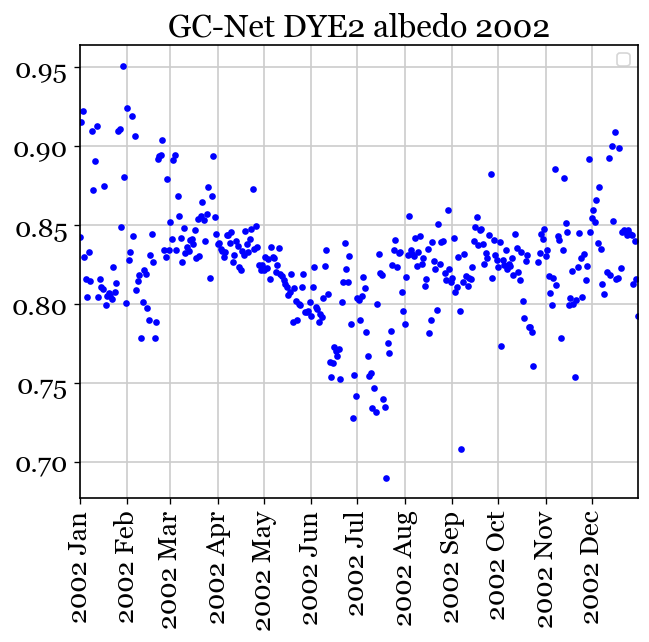 GC-Net DYE2 albedo 2002
0.95
0.90
0.85
0.80
0.75
0.70
2002 Jan
2002 Feb
2002 Mar
2002 Apr
2002 May
2002 Jun
2002 Jul
2002 Aug
2002 Sep
2002 Oct
2002 Nov
2002 Dec